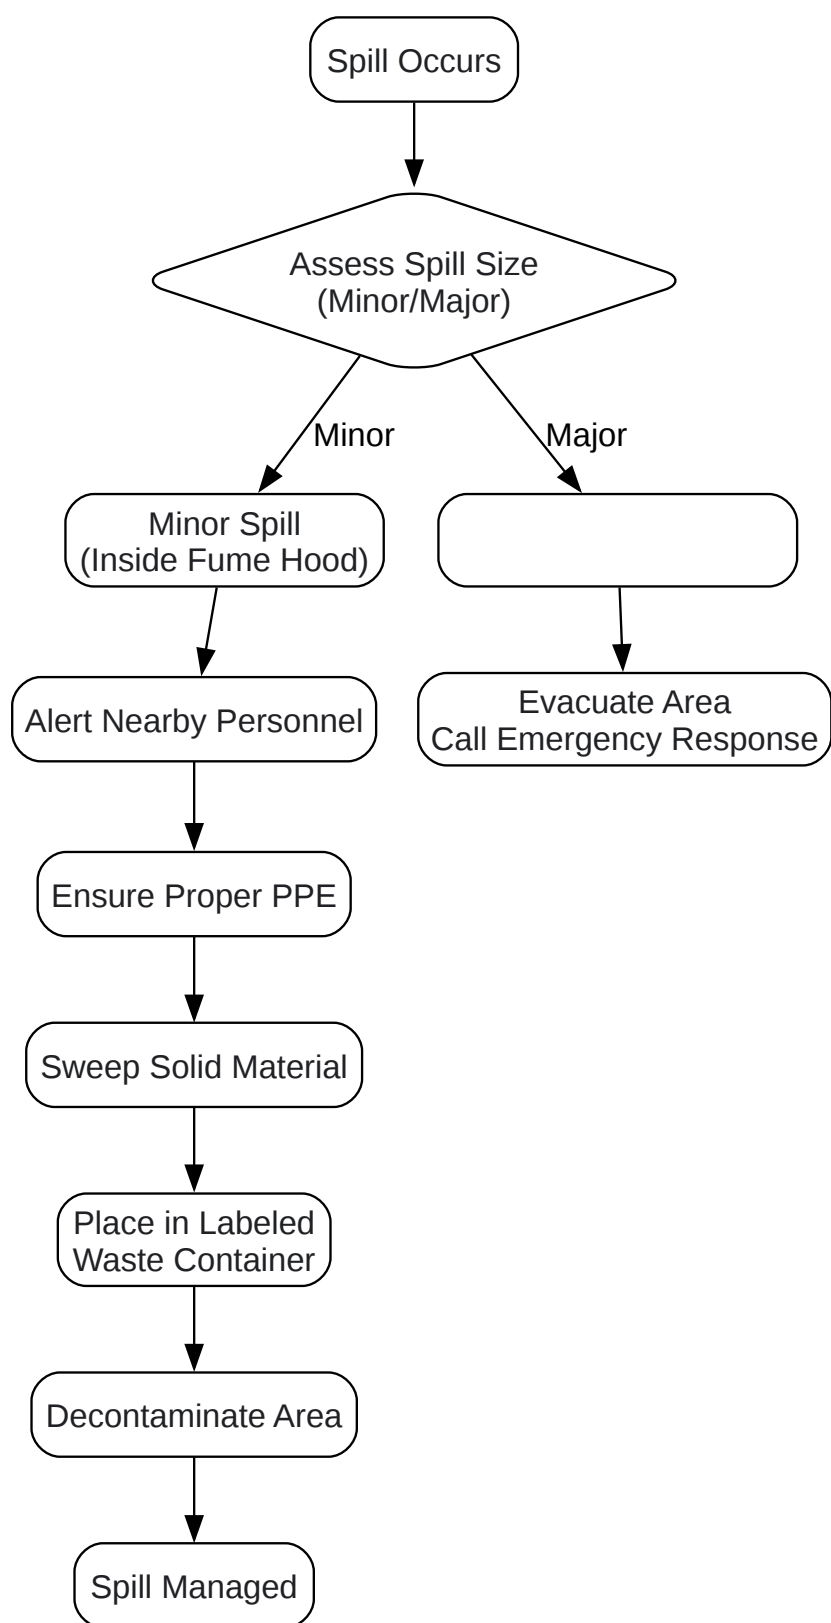 Spill Occurs
Assess Spill Size
(Minor/Major)
Minor
Major
Minor Spill
(Inside Fume Hood)
Alert Nearby Personnel
Evacuate Area
Call Emergency Response
Ensure Proper PPE
Sweep Solid Material
Place in Labeled
Waste Container
Decontaminate Area
Spill Managed